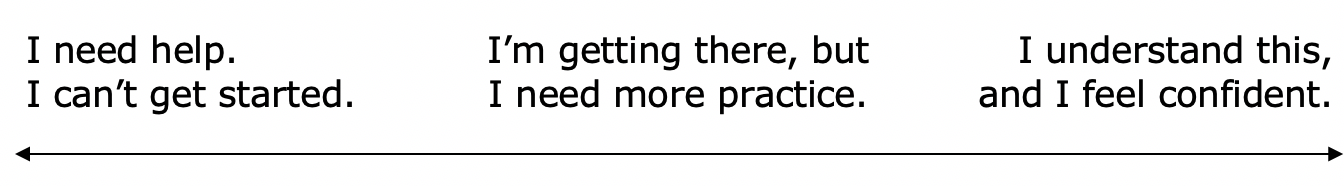 I need help.
I can’t get started.
I’m getting there, but
I need more practice.
I understand this,
and I feel confident.